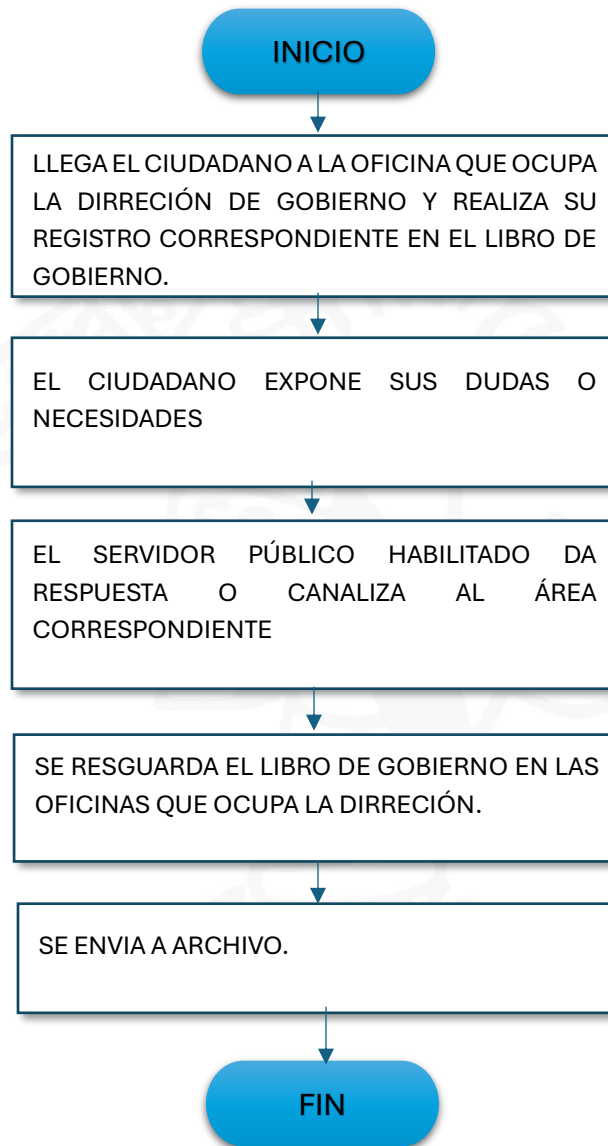 INICIO
LLEGA EL CIUDADANO A LA OFICINA QUE OCUPA
LA DIRRECIÓN DE GOBIERNO Y REALIZA SU
REGISTRO CORRESPONDIENTE EN EL LIBRO DE
GOBIERNO.
EL CIUDADANO EXPONE SUS DUDAS O
NECESIDADES
EL SERVIDOR PÚBLICO HABILITADO DA
RESPUESTA O CANALIZA AL ÁREA
CORRESPONDIENTE
SE RESGUARDA EL LIBRO DE GOBIERNO EN LAS
OFICINAS QUE OCUPA LA DIRRECIÓN.
SE ENVIA A ARCHIVO.
FIN